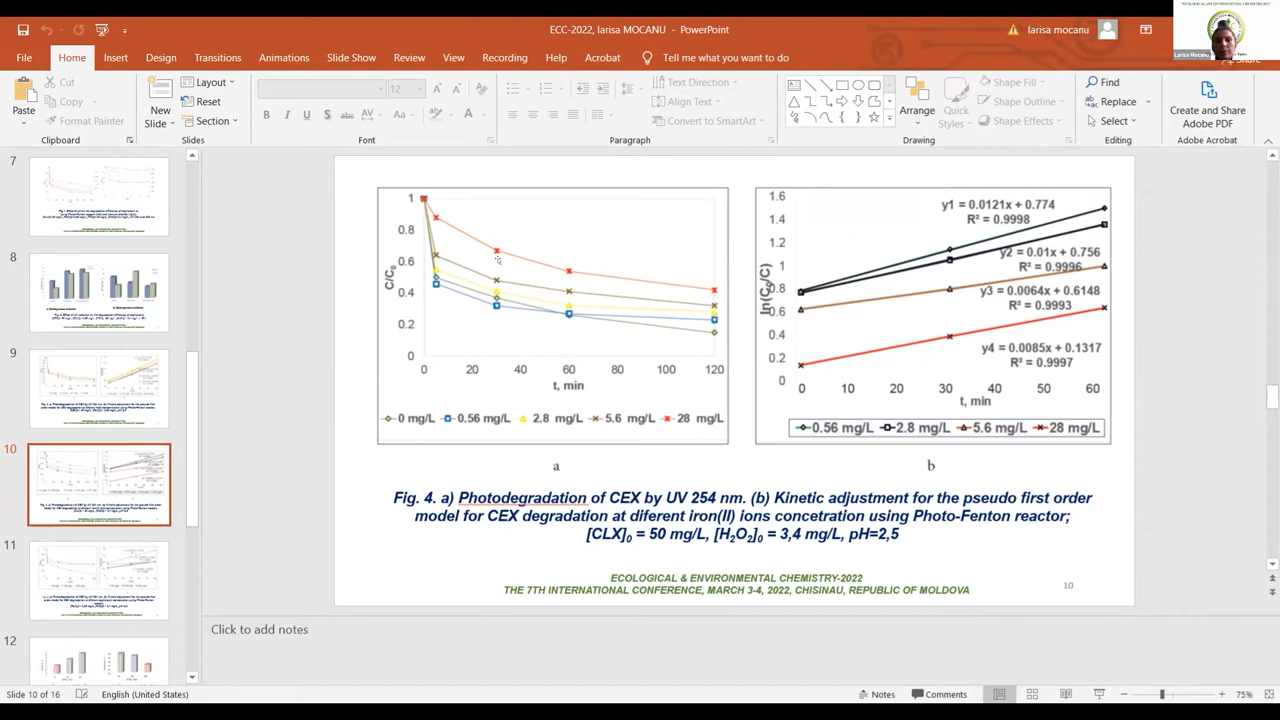 "ECOLOGICAL AND ENVIRONMENTAL CHEMISTRY"
ECC-2022, larisa MOCANU - PowerPoint
larisa mocanu
Larisa Mocanu
Share
File Home Insert Design Transitions Animations Slide Show Review View Recording Help Acrobat Tell me what you want to do
Paste
Cut
Copy
Format Painter
Clipboard
New Slide
Layout
Reset
Section
Slides
12
B I U S abc AV Aa A
Font
Text Direction
Align Text
Convert to SmartArt
Paragraph
Arrange
Quick Styles
Shape Fill
Shape Outline
Shape Effects
Drawing
Find
Replace
Select
Editing
Create and Share Adobe PDF
Adobe Acrobat
7
8
9
10
11
12
1
0.8
0.6
0.4
0.2
0
C/C₀
0 20 40 60 80 100 120
t, min
0 mg/L 0.56 mg/L 2.8 mg/L 5.6 mg/L 28 mg/L
a
1.6
1.4
1.2
1
0.8
0.6
0.4
0.2
0
ln(C₀/C)
y1 = 0.0121x + 0.774
R² = 0.9998
y2 = 0.01x + 0.756
R² = 0.9996
y3 = 0.0064x + 0.6148
R² = 0.9993
y4 = 0.0085x + 0.1317
R² = 0.9997
0 10 20 30 40 50 60
t, min
0.56 mg/L 2.8 mg/L 5.6 mg/L 28 mg/L
b
Fig. 4. a) Photodegradation of CEX by UV 254 nm. (b) Kinetic adjustment for the pseudo first order
model for CEX degradation at diferent iron(II) ions concetration using Photo-Fenton reactor;
[CLX]₀ = 50 mg/L, [H₂O₂]₀ = 3,4 mg/L, pH=2,5
ECOLOGICAL & ENVIRONMENTAL CHEMISTRY-2022
THE 7TH INTERNATIONAL CONFERENCE, MARCH 3-4, 2022, CHISINAU, REPUBLIC OF MOLDOVA
10
Click to add notes
Slide 10 of 16 English (United States) Notes Comments 75%